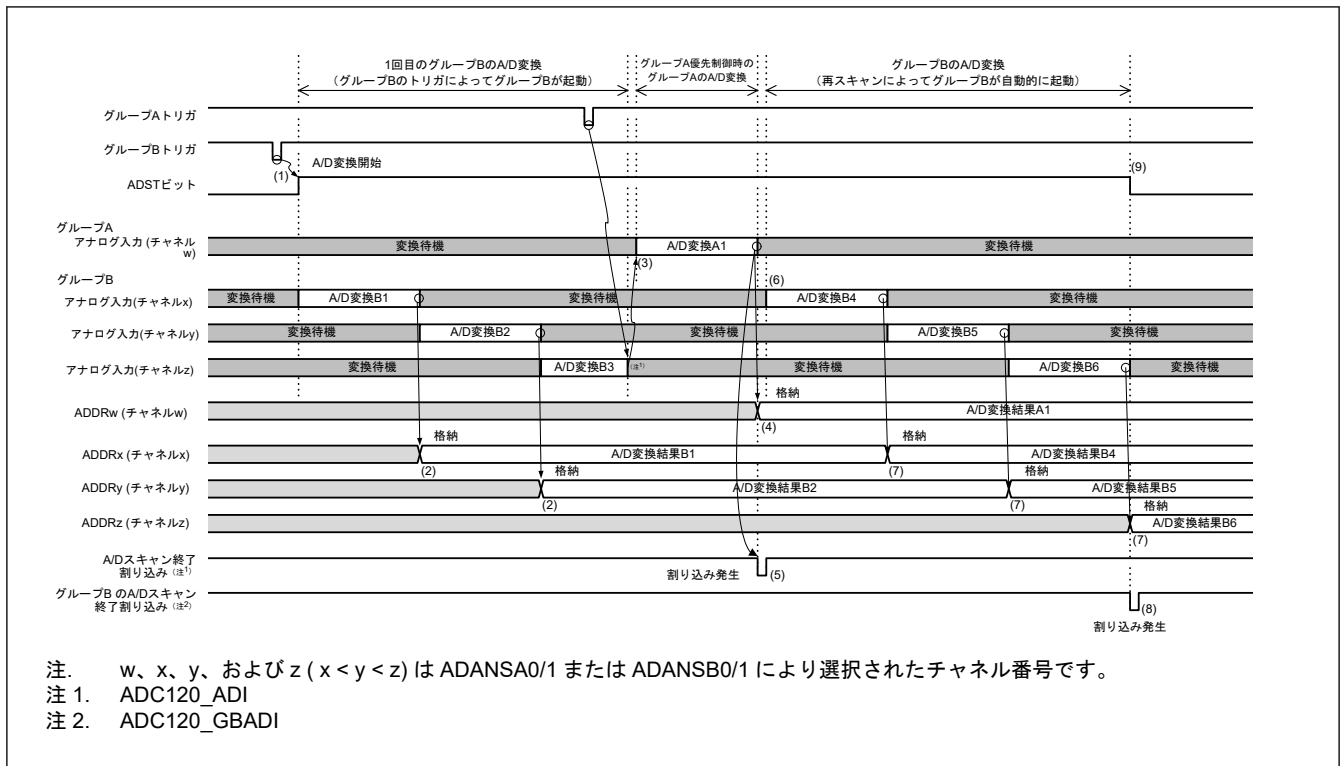 1回目のグループBのA/D変換
(グループBのトリガによってグループBが起動)
グループA優先制御時の
グループAのA/D変換
グループBのA/D変換
(再スキャンによってグループBが自動的に起動)
グループAトリガ
グループBトリガ
(1)
A/D変換開始
ADSTビット
(9)
グループA
アナログ入力 (チャネル
w)
変換待機
A/D変換A1
変換待機
(3)
グループB
(6)
アナログ入力(チャネルx)
変換待機
A/D変換B1
変換待機
A/D変換B4
変換待機
アナログ入力(チャネルy)
変換待機
A/D変換B2
変換待機
A/D変換B5
変換待機
アナログ入力(チャネルz)
変換待機
A/D変換B3
(注1)
変換待機
A/D変換B6
変換待機
格納
ADDRw (チャネルw)
A/D変換結果A1
(4)
格納
格納
ADDRx (チャネルx)
A/D変換結果B1
A/D変換結果B4
(2)
格納
(7)
格納
ADDRy (チャネルy)
A/D変換結果B2
A/D変換結果B5
(2)
(7)
格納
ADDRz (チャネルz)
A/D変換結果B6
(7)
A/Dスキャン終了
割り込み (注1)
割り込み発生
(5)
グループB のA/Dスキャン
終了割り込み (注2)
(8)
割り込み発生
注. w、x、y、および z ( x < y < z) は ADANSA0/1 または ADANSB0/1 により選択されたチャネル番号です。
注 1. ADC120_ADI
注 2. ADC120_GBADI